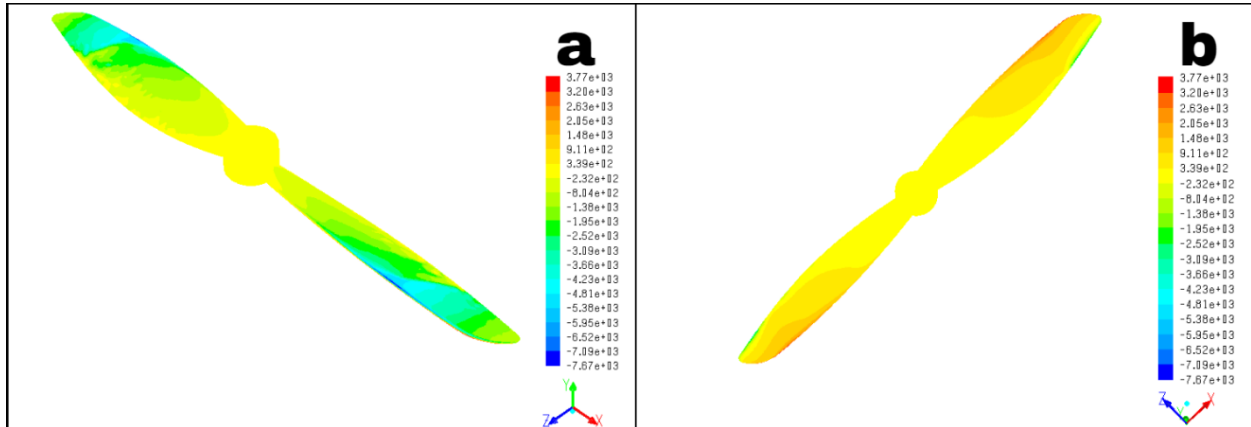 a
3.77e+03
3.20e+03
2.63e+03
2.05e+03
1.48e+03
9.11e+02
3.39e+02
-2.32e+02
-8.04e+02
-1.38e+03
-1.95e+03
-2.52e+03
-3.09e+03
-3.66e+03
-4.23e+03
-4.81e+03
-5.38e+03
-5.95e+03
-6.52e+03
-7.09e+03
-7.67e+03
Y
Z
X
b
3.77e+03
3.20e+03
2.63e+03
2.05e+03
1.48e+03
9.11e+02
3.39e+02
-2.32e+02
-8.04e+02
-1.38e+03
-1.95e+03
-2.52e+03
-3.09e+03
-3.66e+03
-4.23e+03
-4.81e+03
-5.38e+03
-5.95e+03
-6.52e+03
-7.09e+03
-7.67e+03
Z
X
Y